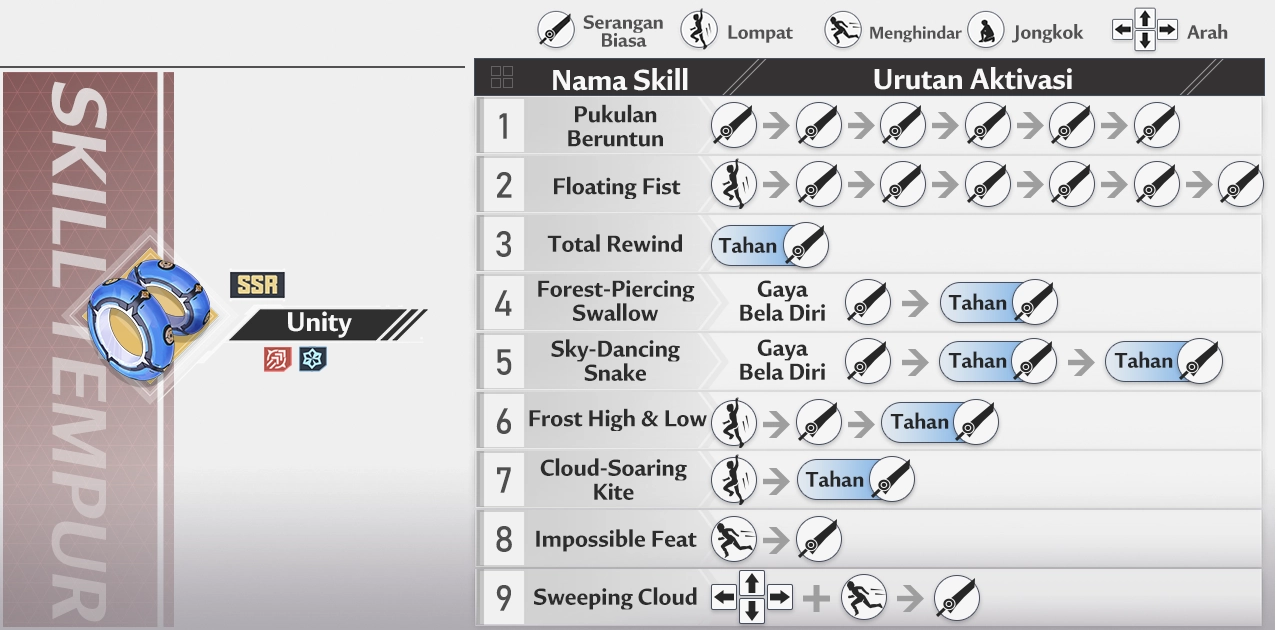 Serangan
Biasa
Lompat
Menghindar
Jongkok
Arah
SKILL TEMPUR
SSR
Unity
Nama Skill
Urutan Aktivasi
1
Pukulan
Beruntun
2
Floating Fist
3
Total Rewind
Tahan
4
Forest-Piercing
Swallow
Gaya
Bela Diri
Tahan
5
Sky-Dancing
Snake
Gaya
Bela Diri
Tahan
Tahan
6
Frost High & Low
Tahan
7
Cloud-Soaring
Kite
Tahan
8
Impossible Feat
9
Sweeping Cloud